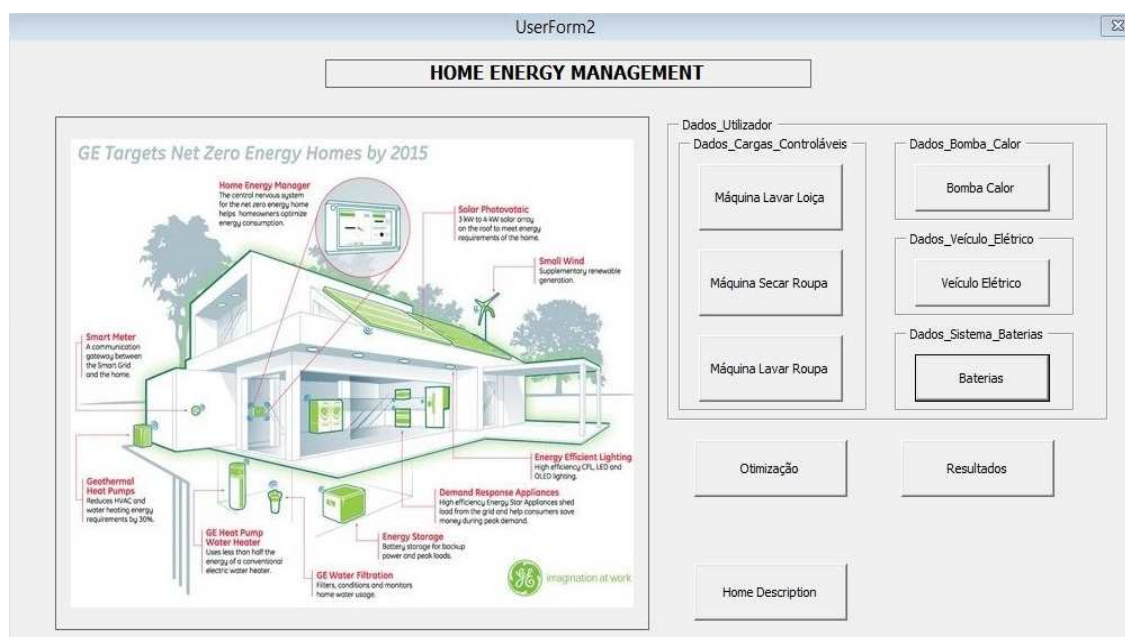 UserForm2
HOME ENERGY MANAGEMENT
GE Targets Net Zero Energy Homes by 2015
Home Energy Manager
The central nervous system
for the net zero energy home
helps homeowners optimize
energy consumption.
Solar Photovotaic
3 kW to 4 kW solar array
on the roof to meet energy
requirements of the home.
Small Wind
Supplementary renewable
generation.
Smart Meter
A communication
gateway between
the Smart Grid
and the home.
Geothermal
Heat Pumps
Reduces HVAC and
water heating energy
requirements by 30%.
GE Heat Pump
Water Heater
Uses less than half the
energy of a conventional
electric water heater.
GE Water Filtration
Filters, conditions and monitors
home water usage.
Energy Storage
Battery storage for backup
power and peak loads.
Demand Response Appliances
High efficiency Energy Star Appliances shed
load from the grid and help consumers save
money during peak demand.
Energy Efficient Lighting
High efficiency CFL, LED and
OLED lighting.
GE imagination at work
Dados_Utilizador
Dados_Cargas_Controláveis
Máquina Lavar Loiça
Máquina Secar Roupa
Máquina Lavar Roupa
Dados_Bomba_Calor
Bomba Calor
Dados_Veículo_Elétrico
Veículo Elétrico
Dados_Sistema_Baterias
Baterias
Otimização
Resultados
Home Description